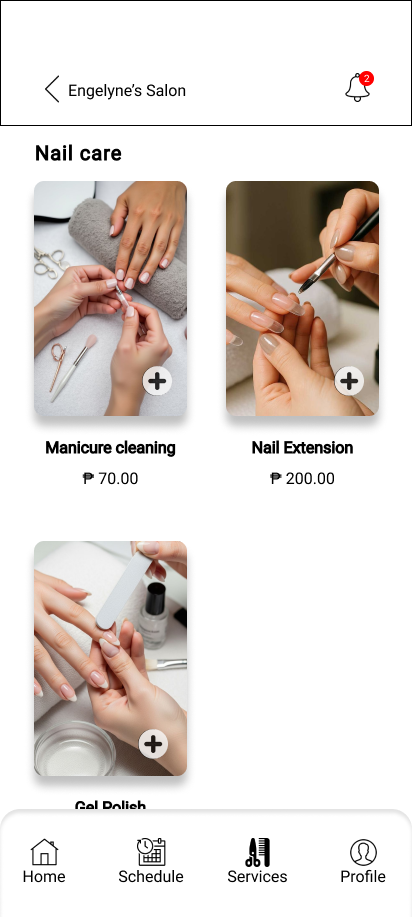 Engelyne's Salon
2
Nail care
Manicure cleaning
Nail Extension
₱ 70.00
₱ 200.00
Gel Polish
Home
Schedule
Services
Profile